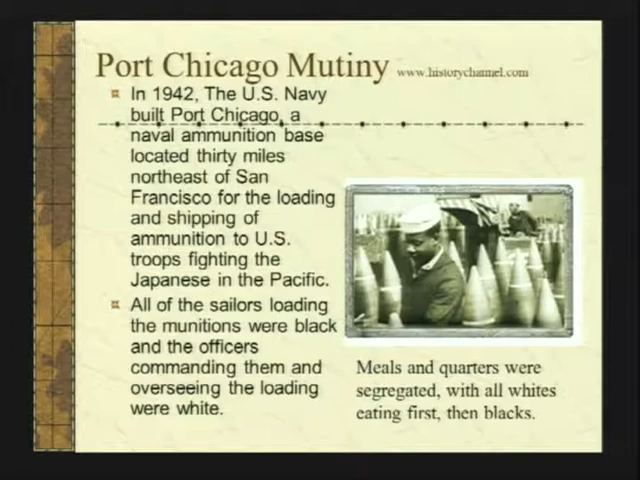 Port Chicago Mutiny www.historychannel.com
In 1942, The U.S. Navy
built Port Chicago, a
naval ammunition base
located thirty miles
northeast of San
Francisco for the loading
and shipping of
ammunition to U.S.
troops fighting the
Japanese in the Pacific.
All of the sailors loading
the munitions were black
and the officers
commanding them and
overseeing the loading
were white.
Meals and quarters were
segregated, with all whites
eating first, then blacks.